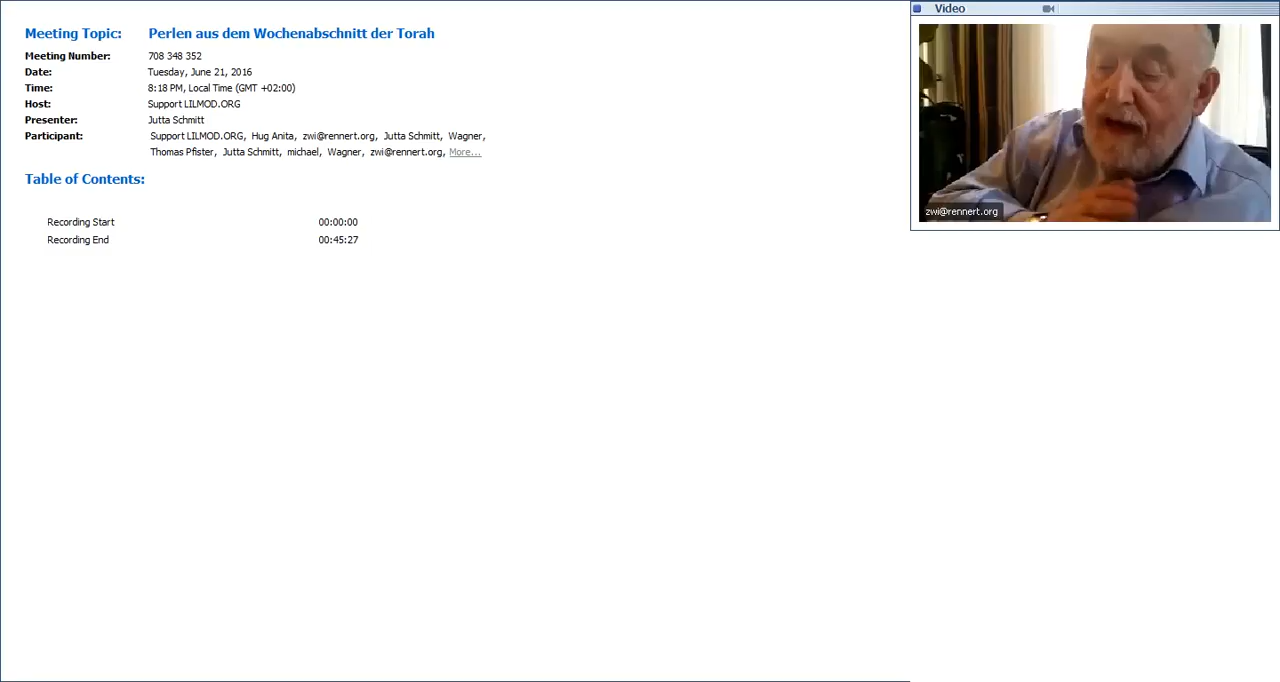 Meeting Topic: Perlen aus dem Wochenabschnitt der Torah
Meeting Number: 708 348 352
Date: Tuesday, June 21, 2016
Time: 8:18 PM, Local Time (GMT +02:00)
Host: Support LILMOD.ORG
Presenter: Jutta Schmitt
Participant: Support LILMOD.ORG, Hug Anita, zwi@rennert.org, Jutta Schmitt, Wagner,
Thomas Pfister, Jutta Schmitt, michael, Wagner, zwi@rennert.org, More...
Table of Contents:
Recording Start 00:00:00
Recording End 00:45:27
Video
zwi@rennert.org